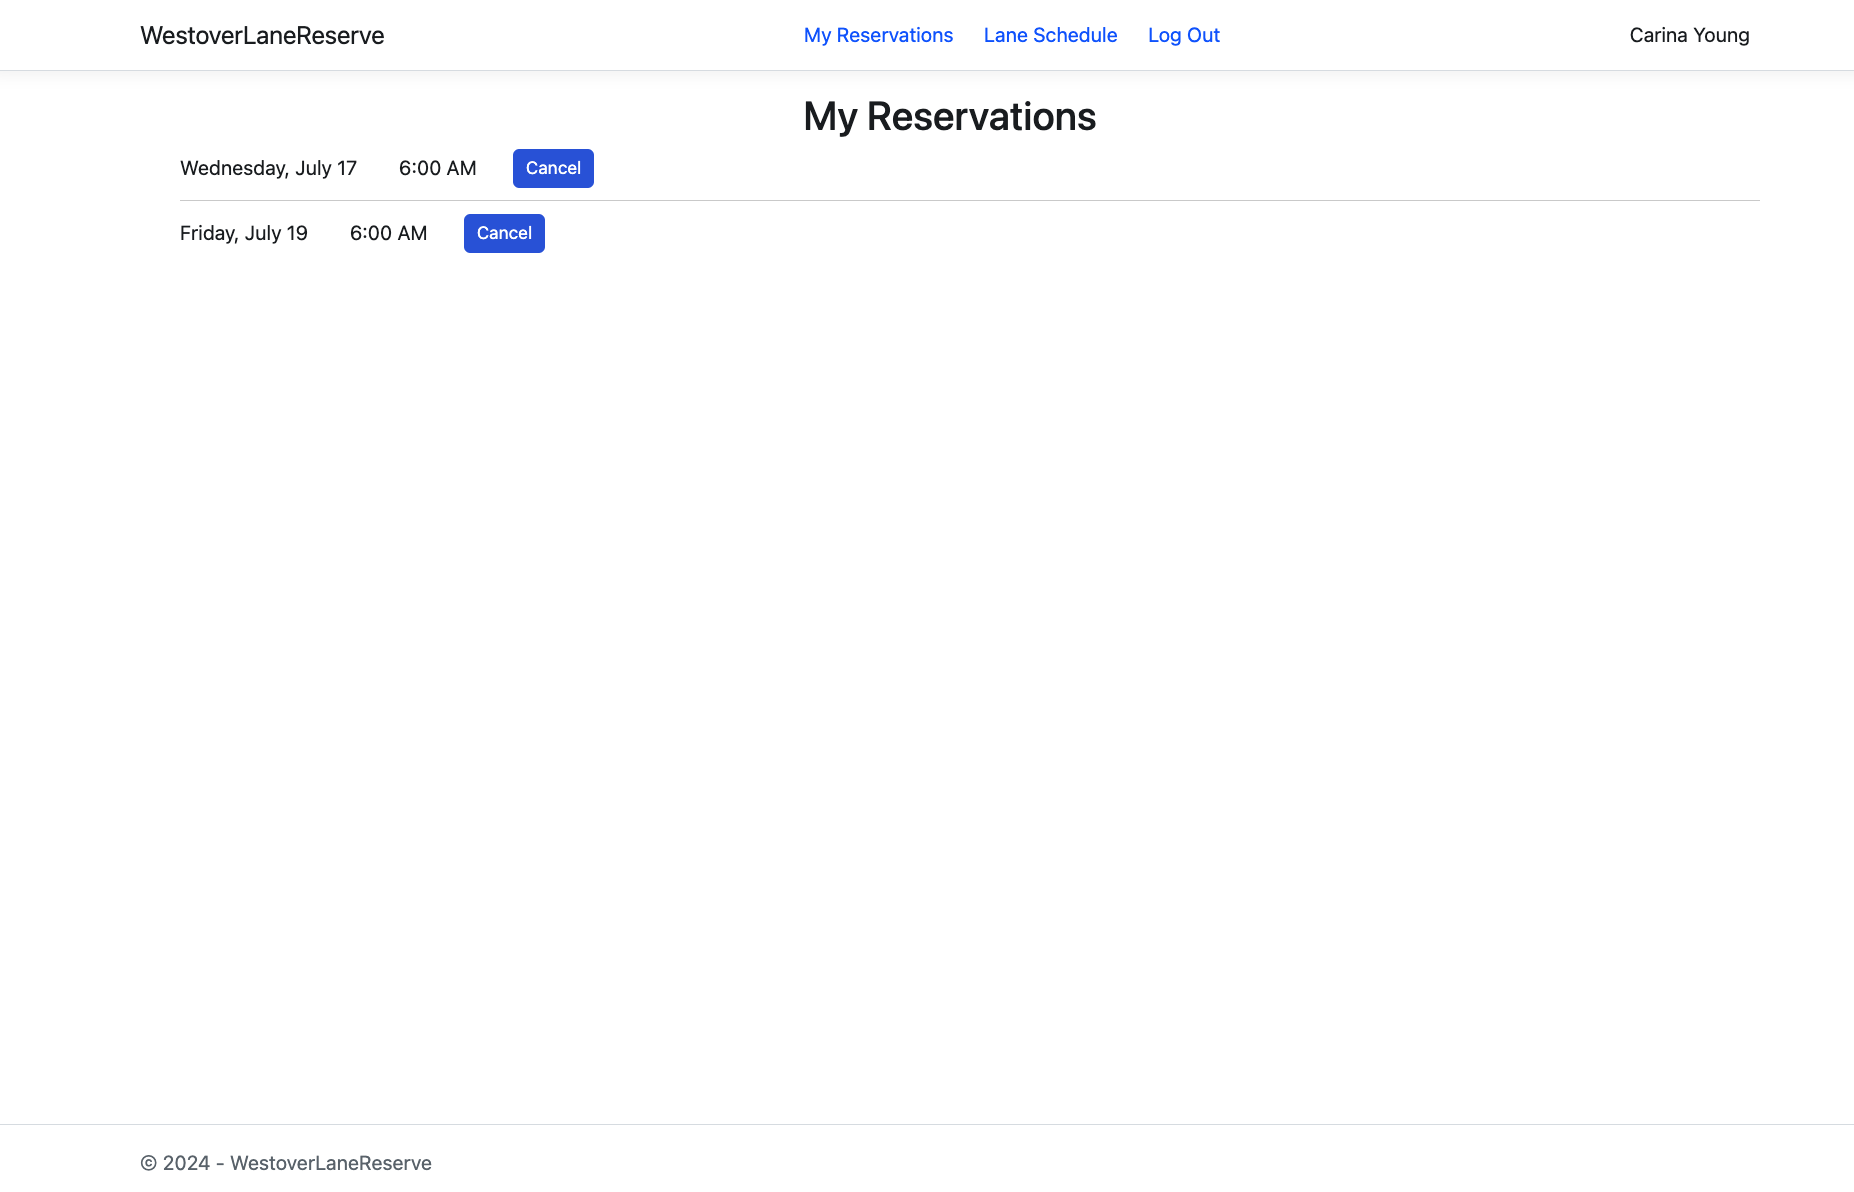 WestoverLaneReserve My Reservations Lane Schedule Log Out Carina Young
My Reservations
Wednesday, July 17 6:00 AM Cancel
Friday, July 19 6:00 AM Cancel
© 2024 - WestoverLaneReserve